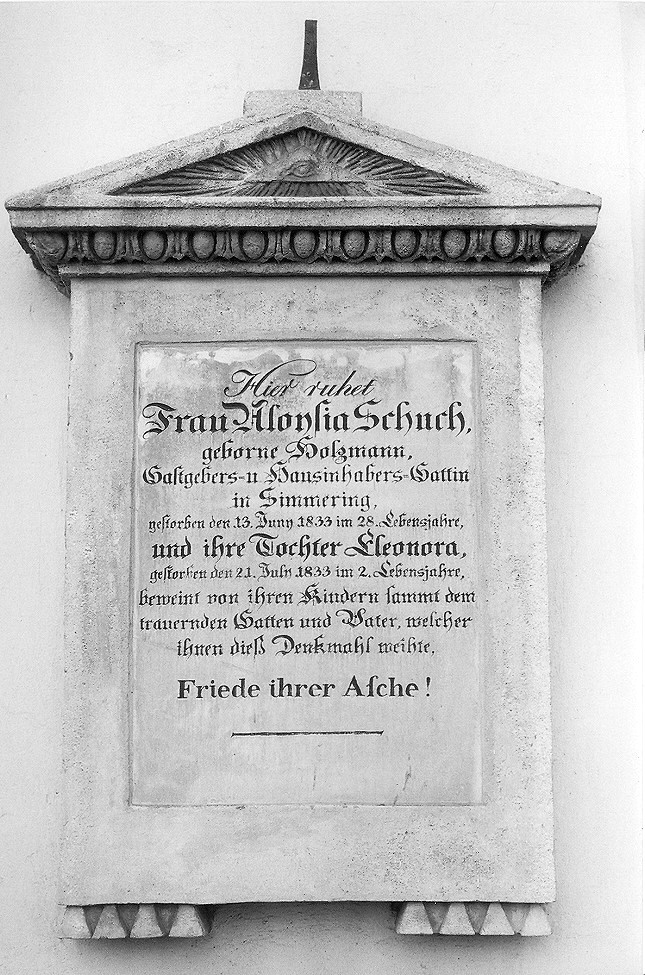 Hier ruhet
Frau Aloyſia Schuch,
geborne Holzmann,
Gaſtgebers-u Hausinhabers-Gattin
in Simmering,
geſtorben den 13. Juny 1833 im 28. Lebensjahre,
und ihre Tochter Eleonora,
geſtorben den 21. July 1833 im 2. Lebensjahre,
beweint von ihren Kindern ſammt dem
trauernden Gatten und Vater, welcher
ihnen dieß Denkmahl weihte.
Friede ihrer Aſche!